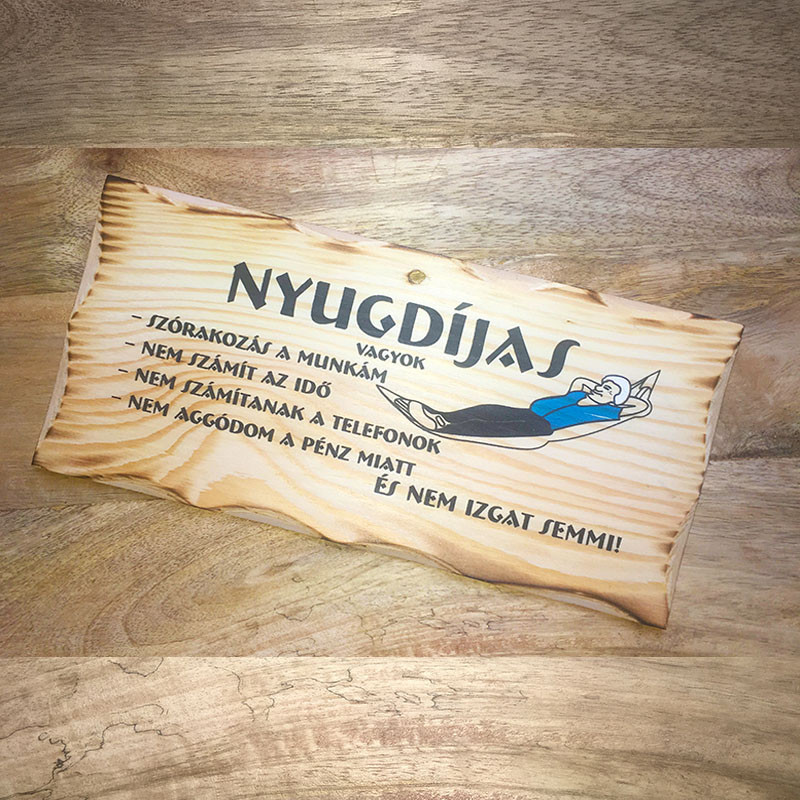 NYUGDÍJAS
VAGYOK
- SZÓRAKOZÁS A MUNKÁM
- NEM SZÁMÍT AZ IDŐ
- NEM SZÁMÍTANAK A TELEFONOK
- NEM AGGÓDOM A PÉNZ MIATT
ÉS NEM IZGAT SEMMI!